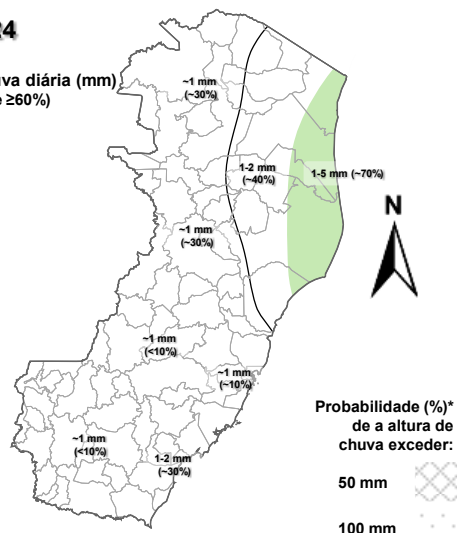 24
uva diária (mm)
e ≥60%)
~1 mm
(~30%)
1-2 mm
(~40%)
1-5 mm (~70%)
~1 mm
(~30%)
N
~1 mm
(<10%)
~1 mm
(~10%)
~1 mm
(<10%)
1-2 mm
(~30%)
Probabilidade (%)*
de a altura de
chuva exceder:
50 mm
100 mm